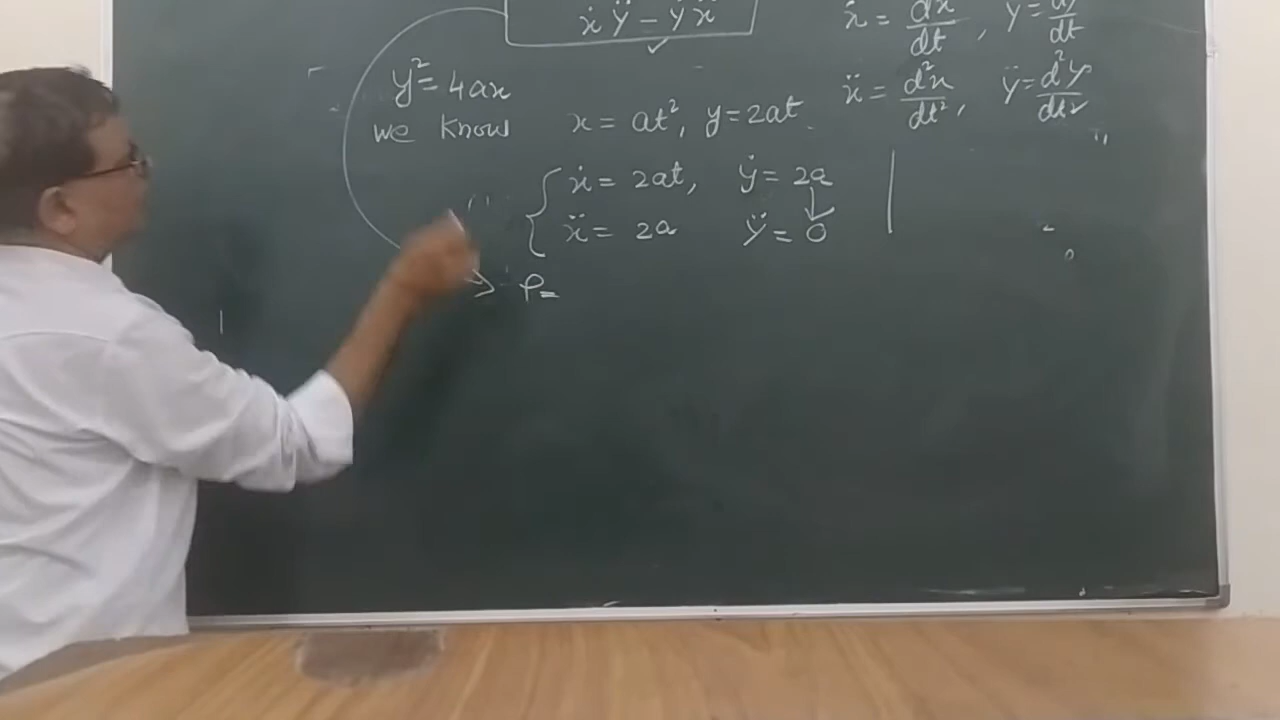 ẋÿ − ẏẍ
ẋ = dx/dt , ẏ = dy/dt
y² = 4ax
ẍ = d²x/dt², ÿ = d²y/dt²
we know x = at², y = 2at
ẋ = 2at, ẏ = 2a
ẍ = 2a ÿ = 0
ρ =